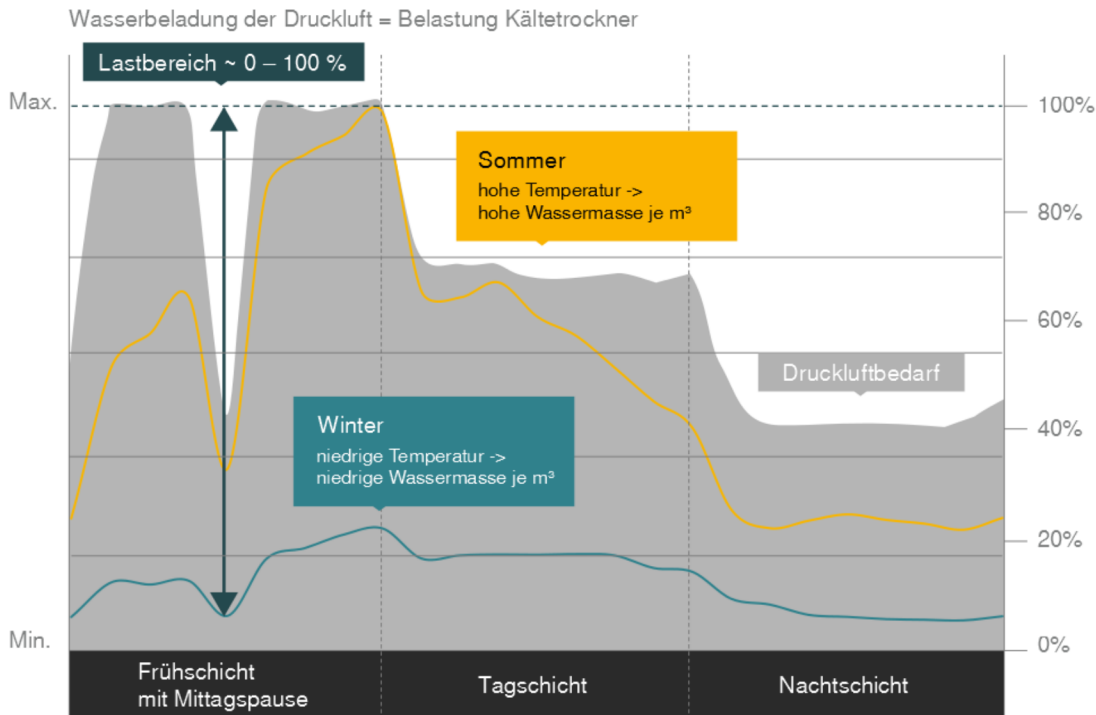 Wasserbeladung der Druckluft = Belastung Kältetrockner
Lastbereich ~ 0 – 100 %
Max.
100%
Sommer
hohe Temperatur ->
hohe Wassermasse je m³
80%
60%
Druckluftbedarf
Winter
niedrige Temperatur ->
niedrige Wassermasse je m³
40%
20%
Min.
0%
Frühschicht
mit Mittagspause
Tagschicht
Nachtschicht